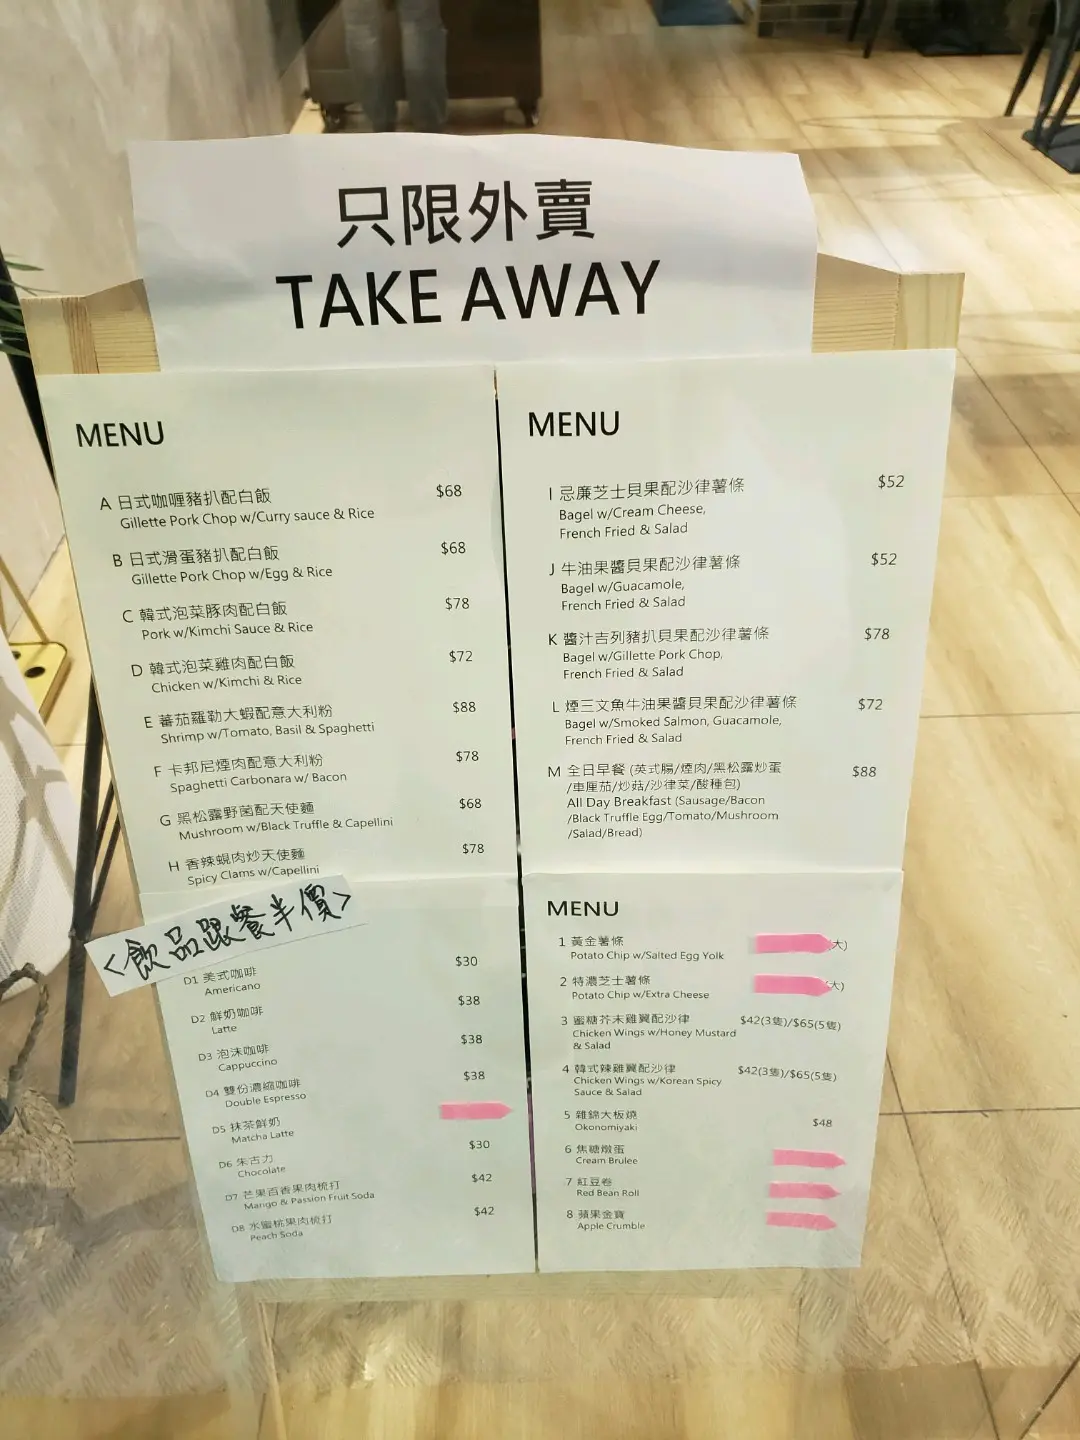 只限外賣
TAKE AWAY
MENU
A 日式咖喱豬扒配白飯 $68
Gillette Pork Chop w/Curry sauce & Rice
B 日式滑蛋豬扒配白飯 $68
Gillette Pork Chop w/Egg & Rice
C 韓式泡菜豚肉配白飯 $78
Pork w/Kimchi Sauce & Rice
D 韓式泡菜雞肉配白飯 $72
Chicken w/Kimchi & Rice
E 蕃茄羅勒大蝦配意大利粉 $88
Shrimp w/Tomato, Basil & Spaghetti
F 卡邦尼煙肉配意大利粉 $78
Spaghetti Carbonara w/ Bacon
G 黑松露野菌配天使麵 $68
Mushroom w/Black Truffle & Capellini
H 香辣蜆肉炒天使麵 $78
Spicy Clams w/Capellini
<飲品跟餐半價>
D1 美式咖啡 $30
Americano
D2 鮮奶咖啡 $38
Latte
D3 泡沫咖啡 $38
Cappuccino
D4 雙份濃縮咖啡 $38
Double Espresso
D5 抹茶鮮奶
Matcha Latte
D6 朱古力 $30
Chocolate
D7 芒果百香果肉梳打 $42
Mango & Passion Fruit Soda
D8 水蜜桃果肉梳打 $42
Peach Soda
MENU
I 忌廉芝士貝果配沙律薯條 $52
Bagel w/Cream Cheese,
French Fried & Salad
J 牛油果醬貝果配沙律薯條 $52
Bagel w/Guacamole,
French Fried & Salad
K 醬汁吉列豬扒貝果配沙律薯條 $78
Bagel w/Gillette Pork Chop,
French Fried & Salad
L 煙三文魚牛油果醬貝果配沙律薯條 $72
Bagel w/Smoked Salmon, Guacamole,
French Fried & Salad
M 全日早餐 (英式腸/煙肉/黑松露炒蛋 $88
/車厘茄/炒菇/沙律菜/酸種包)
All Day Breakfast (Sausage/Bacon
/Black Truffle Egg/Tomato/Mushroom
/Salad/Bread)
MENU
1 黃金薯條 大)
Potato Chip w/Salted Egg Yolk
2 特濃芝士薯條 大)
Potato Chip w/Extra Cheese
3 蜜糖芥末雞翼配沙律 $42(3隻)/$65(5隻)
Chicken Wings w/Honey Mustard
& Salad
4 韓式辣雞翼配沙律 $42(3隻)/$65(5隻)
Chicken Wings w/Korean Spicy
Sauce & Salad
5 雜錦大板燒 $48
Okonomiyaki
6 焦糖燉蛋
Cream Brulee
7 紅豆卷
Red Bean Roll
8 蘋果金寶
Apple Crumble